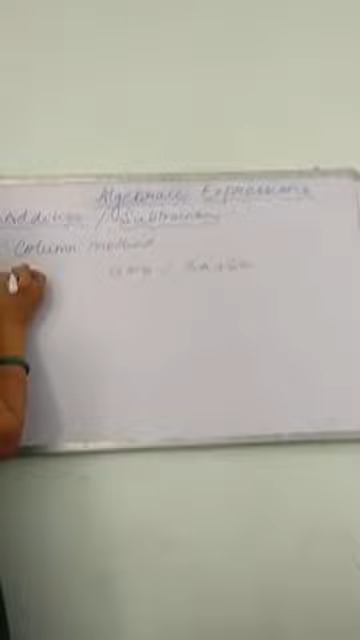 Algebraic Expressions
Addition / Subtraction
Column method